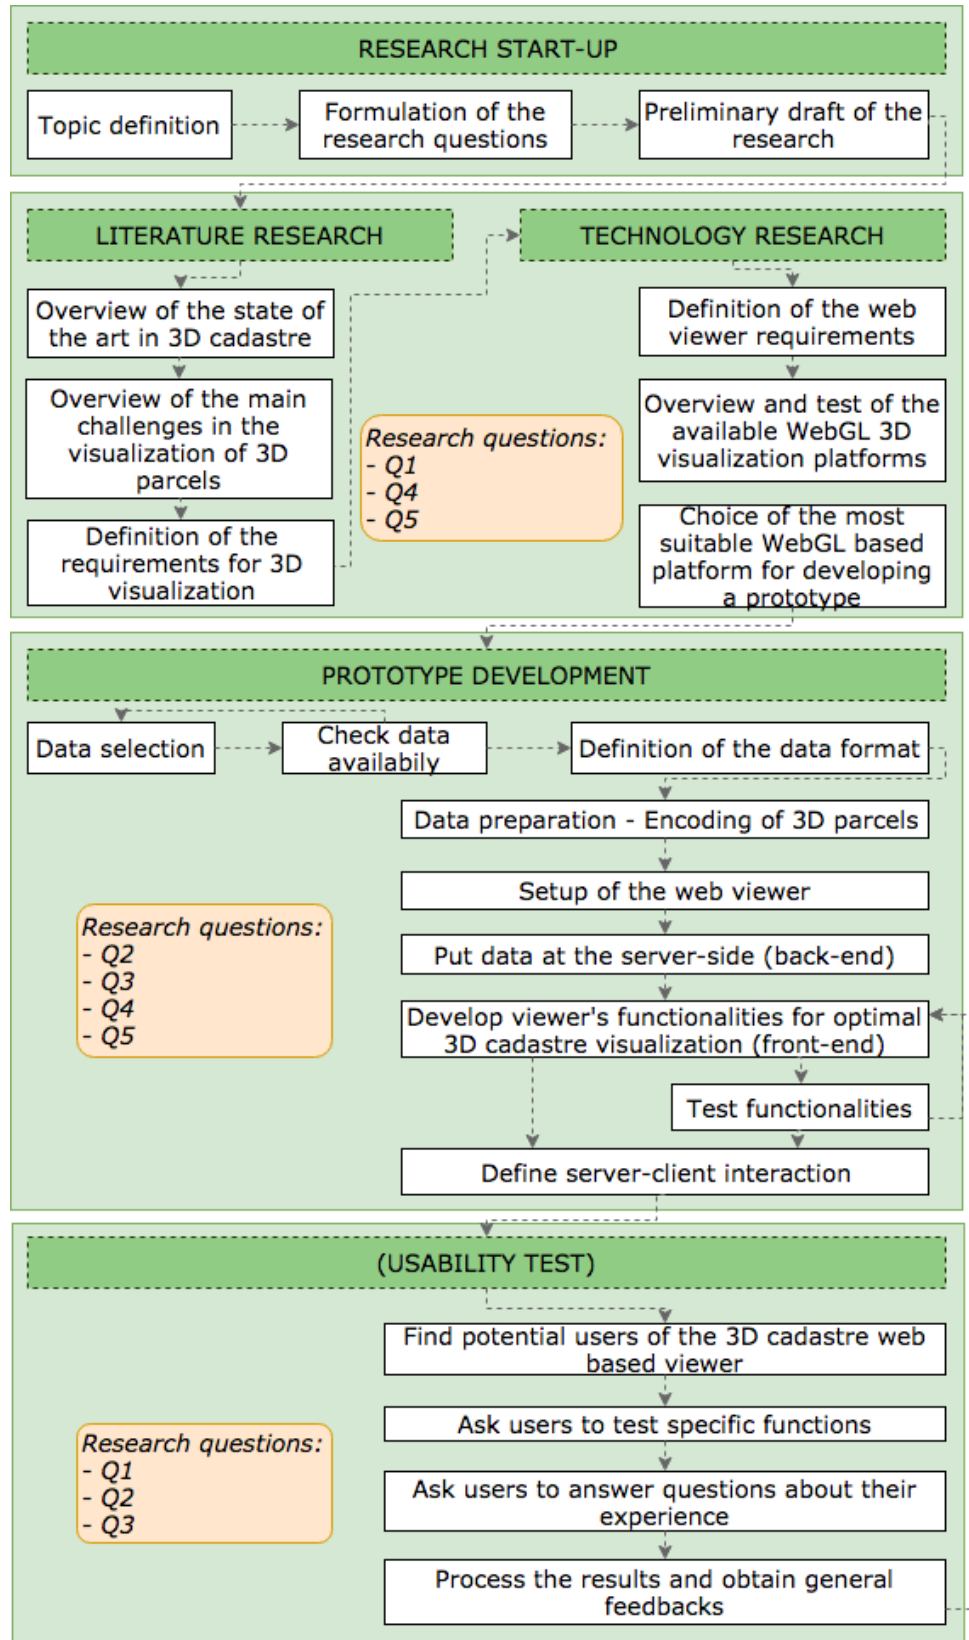 RESEARCH START-UP
Topic definition
Formulation of the
research questions
Preliminary draft of the
research
LITERATURE RESEARCH
Overview of the state of
the art in 3D cadastre
Overview of the main
challenges in the
visualization of 3D
parcels
Definition of the
requirements for 3D
visualization
Research questions:
- Q1
- Q4
- Q5
TECHNOLOGY RESEARCH
Definition of the web
viewer requirements
Overview and test of the
available WebGL 3D
visualization platforms
Choice of the most
suitable WebGL based
platform for developing
a prototype
PROTOTYPE DEVELOPMENT
Data selection
Check data
availabily
Definition of the data format
Data preparation - Encoding of 3D parcels
Setup of the web viewer
Put data at the server-side (back-end)
Develop viewer's functionalities for optimal
3D cadastre visualization (front-end)
Test functionalities
Define server-client interaction
Research questions:
- Q2
- Q3
- Q4
- Q5
(USABILITY TEST)
Find potential users of the 3D cadastre web
based viewer
Ask users to test specific functions
Ask users to answer questions about their
experience
Process the results and obtain general
feedbacks
Research questions:
- Q1
- Q2
- Q3